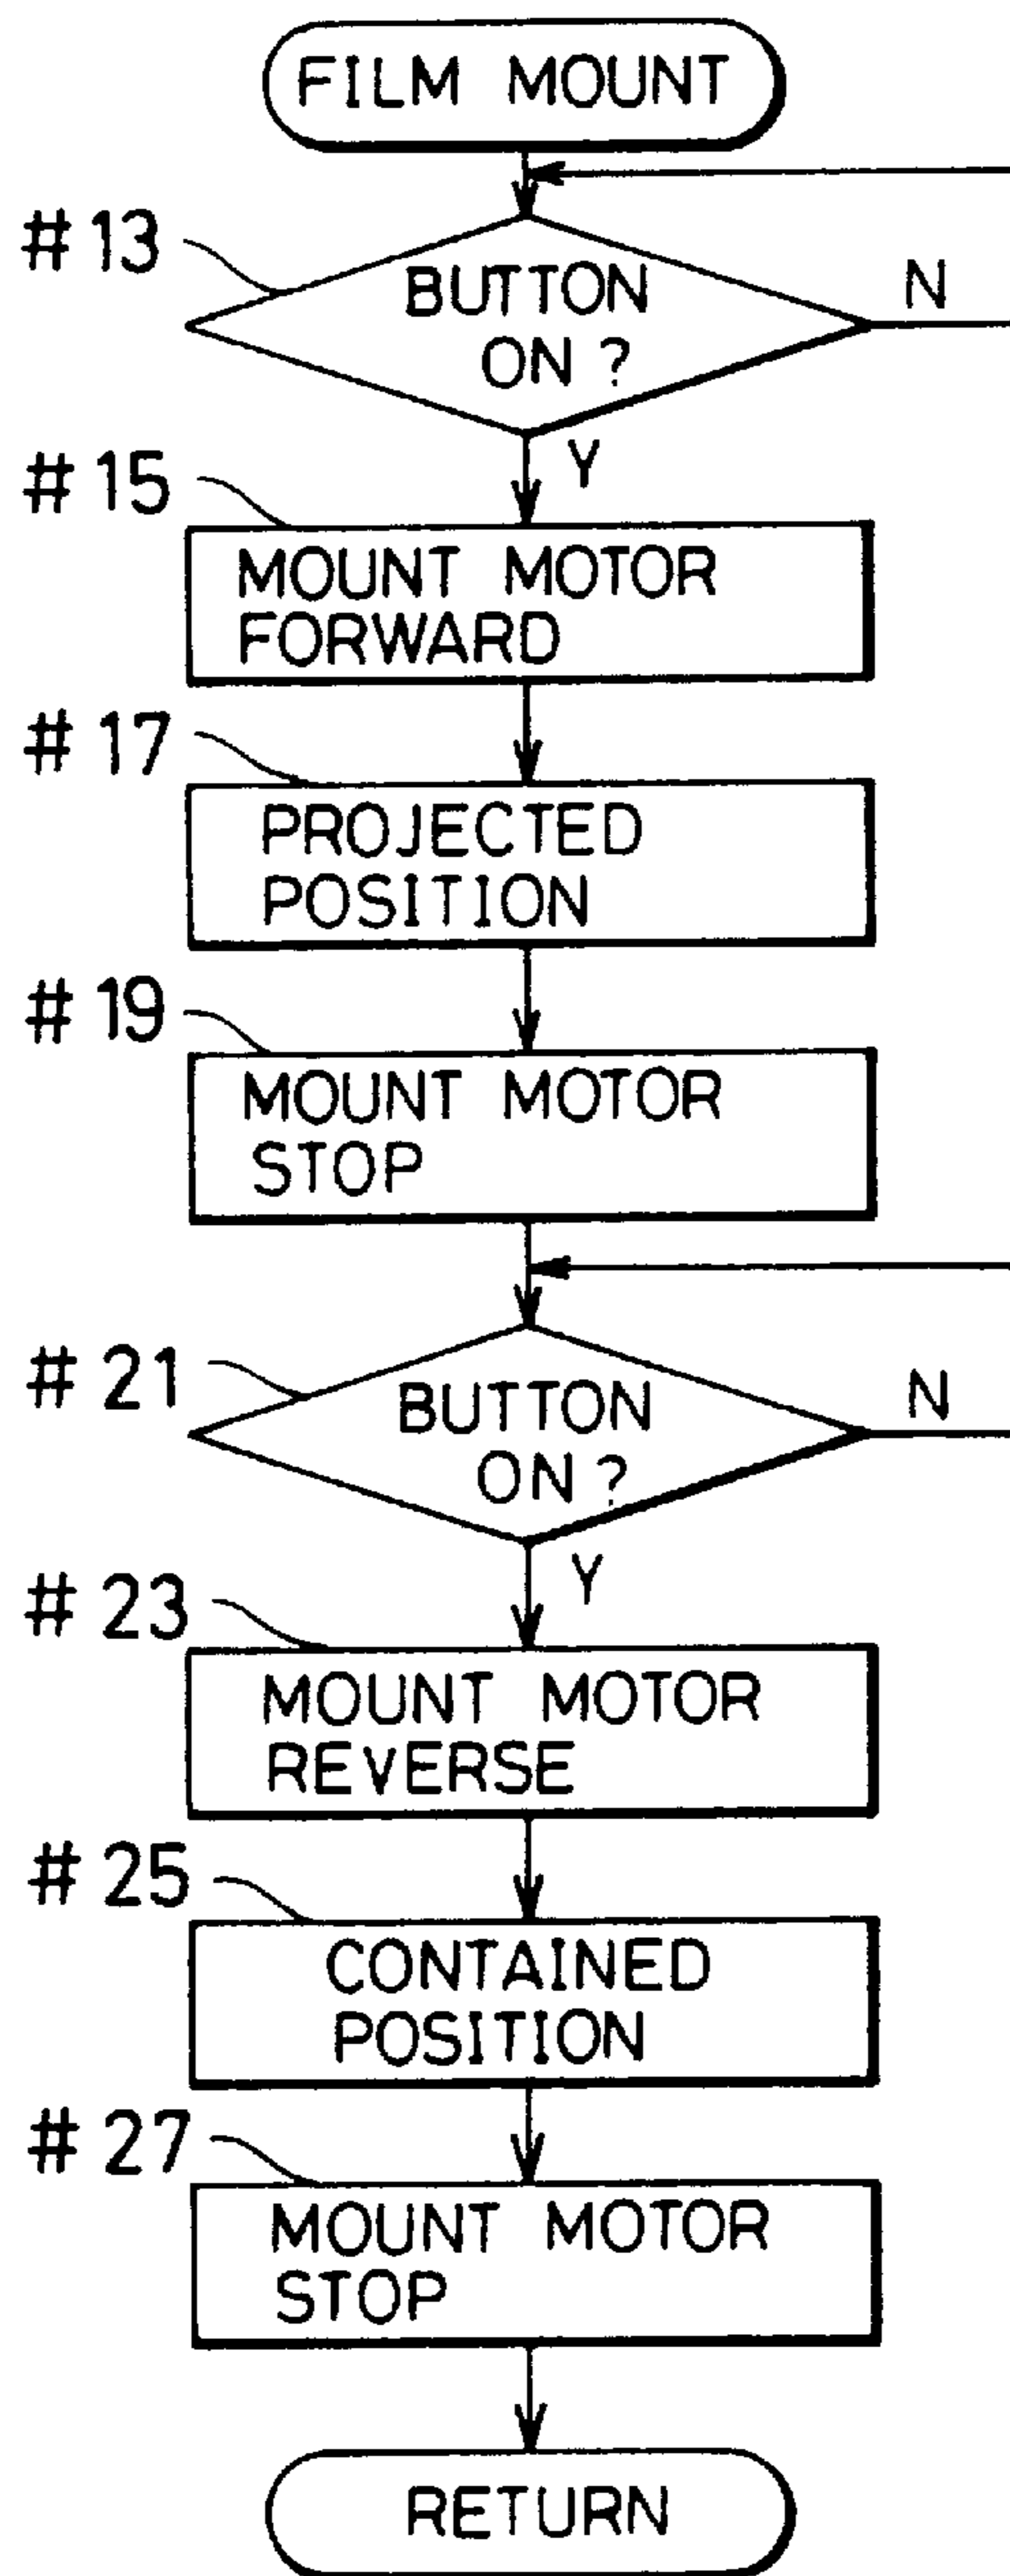 FILM MOUNT
#13
BUTTON
ON?
N
Y
#15
MOUNT MOTOR
FORWARD
#17
PROJECTED
POSITION
#19
MOUNT MOTOR
STOP
#21
BUTTON
ON?
N
Y
#23
MOUNT MOTOR
REVERSE
#25
CONTAINED
POSITION
#27
MOUNT MOTOR
STOP
RETURN